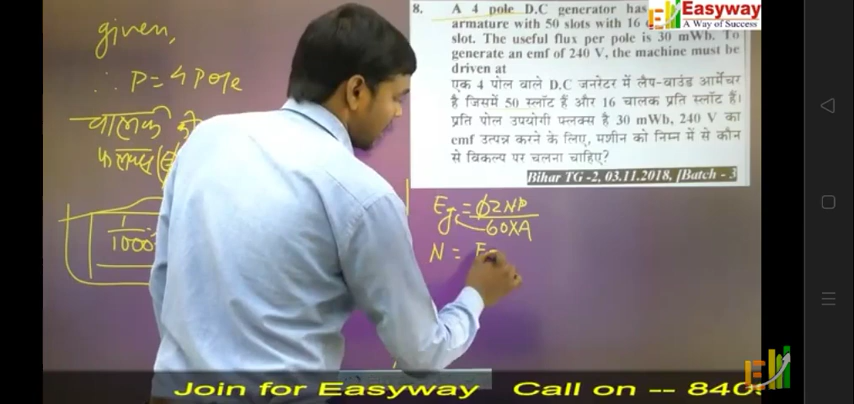 given,
∴ P = 4 Pole
चालक
फ्लक्स
1
1000
8. A 4 pole D.C generator has
armature with 50 slots with 16
slot. The useful flux per pole is 30 mWb. To
generate an emf of 240 V, the machine must be
driven at
एक 4 पोल वाले D.C जनरेटर में लैप-वाउंड आर्मेचर
है जिसमें 50 स्लॉट हैं और 16 चालक प्रति स्लॉट हैं।
प्रति पोल उपयोगी फ्लक्स है 30 mWb, 240 V का
emf उत्पन्न करने के लिए, मशीन को निम्न में से कौन
से विकल्प पर चलना चाहिए?
Bihar TG -2, 03.11.2018, [Batch - 3
Easyway
A Way of Success
Eg = ϕZNP
60×A
N =
Join for Easyway Call on -- 840